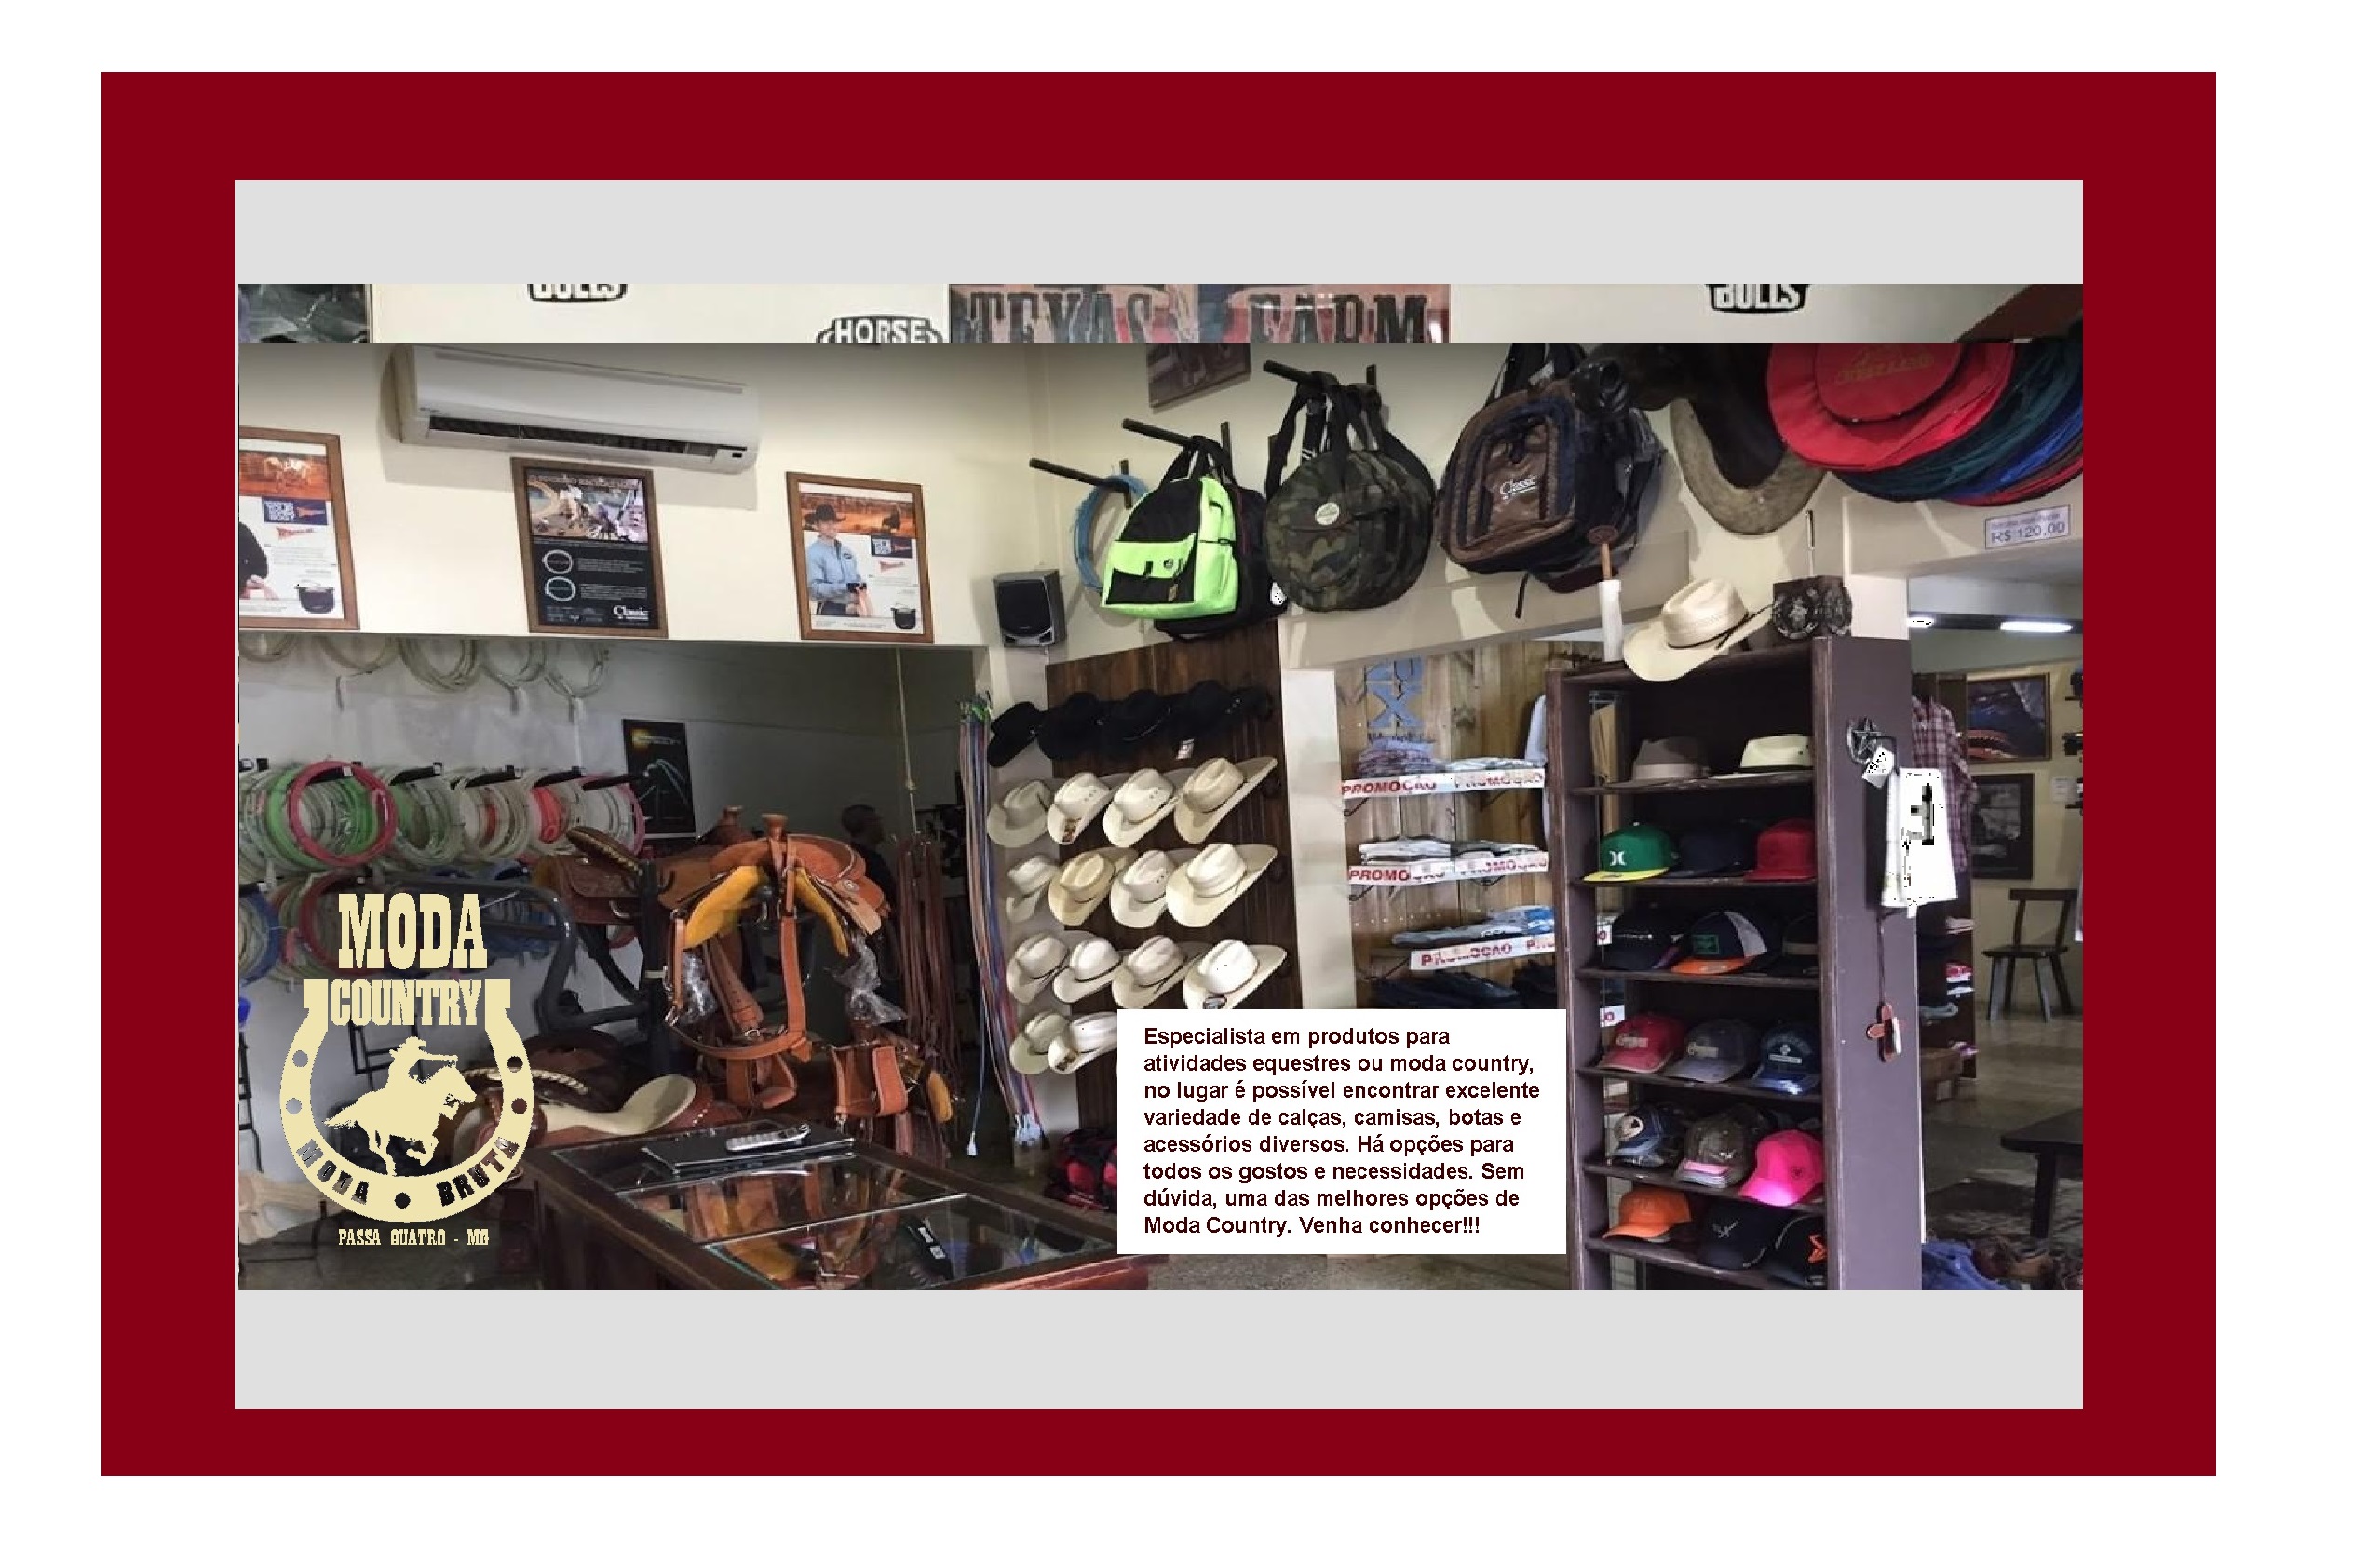 BULLS
HORSE
TEXAS FARM
BULLS
Classic
Classic
R$ 120,00
PROMOÇÃO PROMOÇÃO
PROMOÇÃO PROMOÇÃO
PROMOÇÃO
MODA
COUNTRY
MODA BRUTA
PASSA QUATRO - MG
Especialista em produtos para
atividades equestres ou moda country,
no lugar é possível encontrar excelente
variedade de calças, camisas, botas e
acessórios diversos. Há opções para
todos os gostos e necessidades. Sem
dúvida, uma das melhores opções de
Moda Country. Venha conhecer!!!